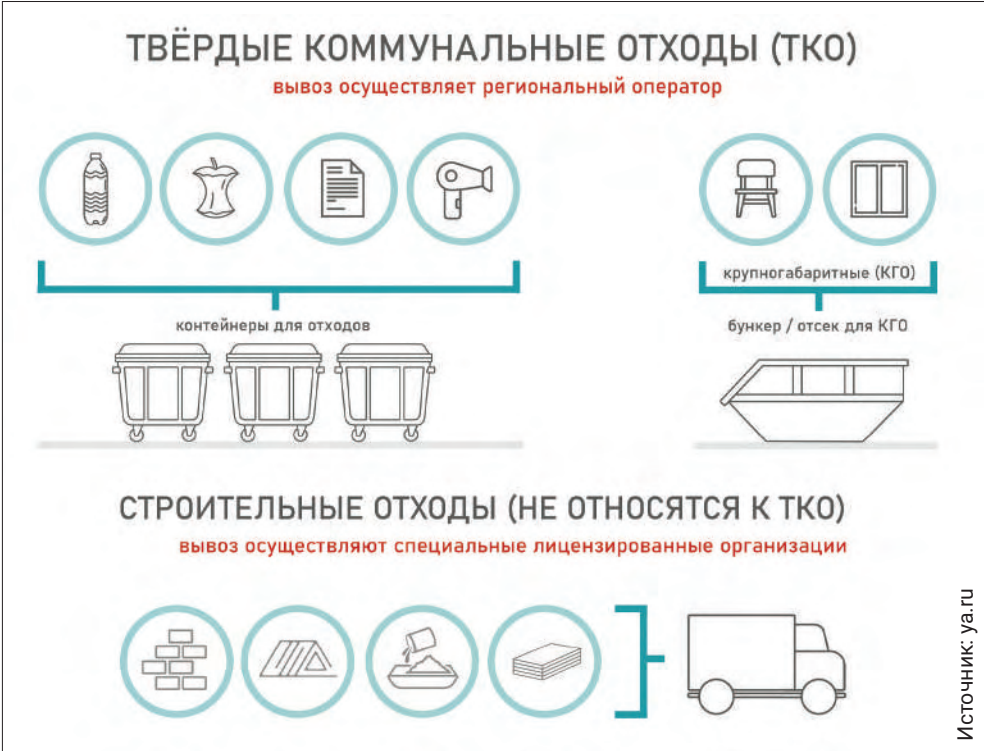 ТВЁРДЫЕ КОММУНАЛЬНЫЕ ОТХОДЫ (ТКО)
вывоз осуществляет региональный оператор
крупногабаритные (КГО)
контейнеры для отходов
бункер / отсек для КГО
СТРОИТЕЛЬНЫЕ ОТХОДЫ (НЕ ОТНОСЯТСЯ К ТКО)
вывоз осуществляют специальные лицензированные организации
Источник: ya.ru